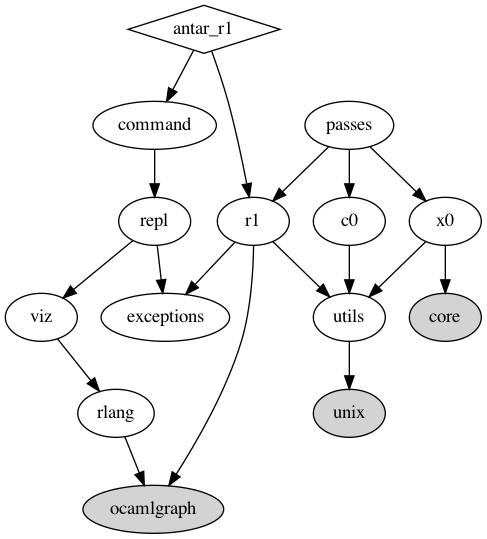 antar_r1
command
passes
repl
r1
c0
x0
viz
exceptions
utils
core
rlang
unix
ocamlgraph